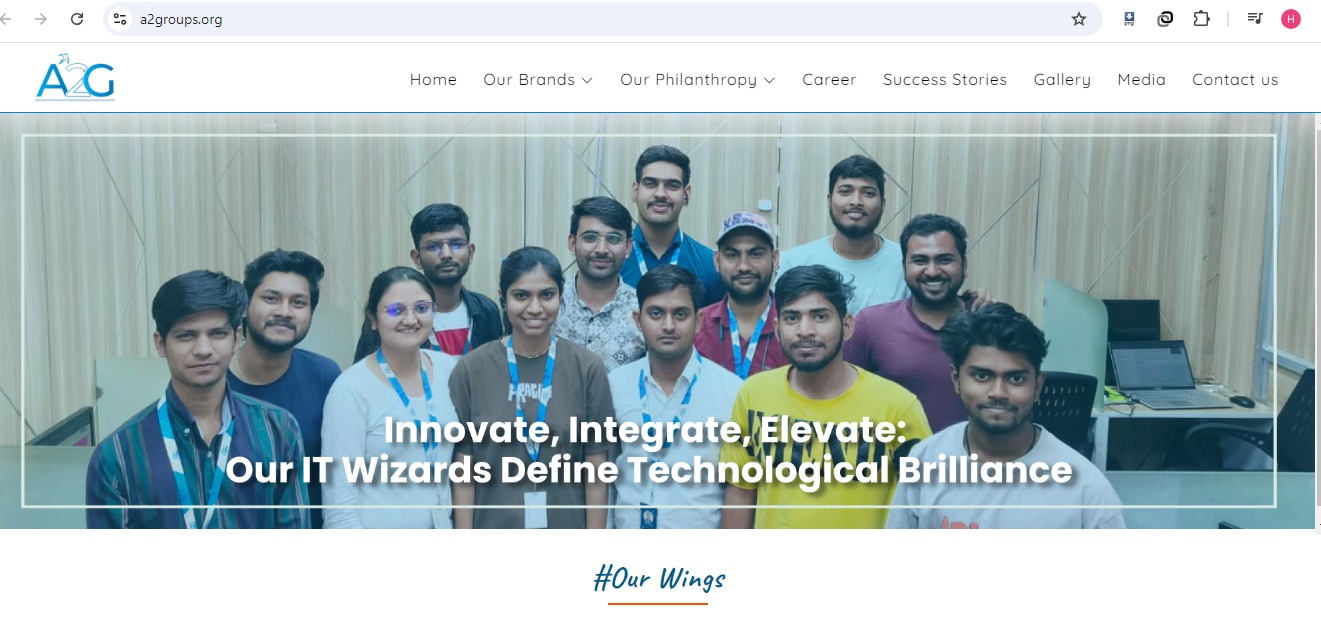 a2groups.org
H
A2G
Home Our Brands Our Philanthropy Career Success Stories Gallery Media Contact us
Innovate, Integrate, Elevate:
Our IT Wizards Define Technological Brilliance
#Our Wings